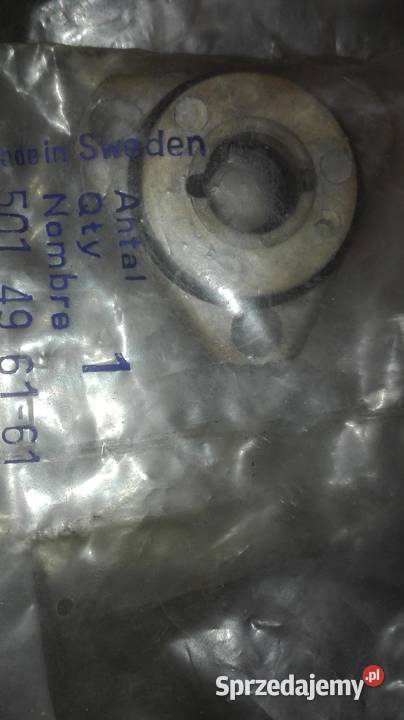 ade in Sweden
Antal
Qty 1
Nombre
501 49 61-61
Sprzedajemy.pl